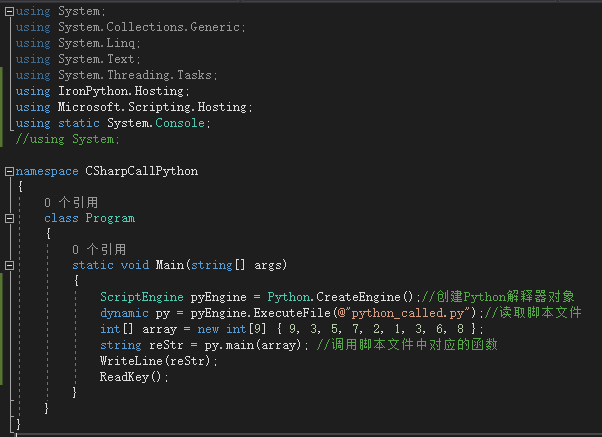 using System;
using System.Collections.Generic;
using System.Linq;
using System.Text;
using System.Threading.Tasks;
using IronPython.Hosting;
using Microsoft.Scripting.Hosting;
using static System.Console;
//using System;
namespace CSharpCallPython
{
0 个引用
class Program
{
0 个引用
static void Main(string[] args)
{
ScriptEngine pyEngine = Python.CreateEngine();//创建Python解释器对象
dynamic py = pyEngine.ExecuteFile(@"python_called.py");//读取脚本文件
int[] array = new int[9] { 9, 3, 5, 7, 2, 1, 3, 6, 8 };
string reStr = py.main(array); //调用脚本文件中对应的函数
WriteLine(reStr);
ReadKey();
}
}
}